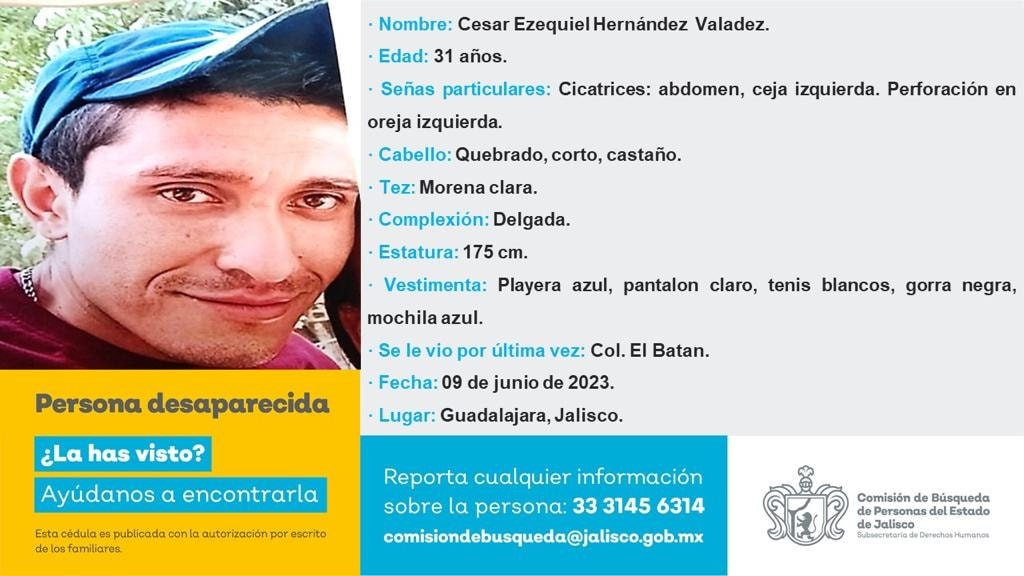 · Nombre: Cesar Ezequiel Hernández Valadez.
· Edad: 31 años.
· Señas particulares: Cicatrices: abdomen, ceja izquierda. Perforación en
oreja izquierda.
· Cabello: Quebrado, corto, castaño.
· Tez: Morena clara.
· Complexión: Delgada.
· Estatura: 175 cm.
· Vestimenta: Playera azul, pantalon claro, tenis blancos, gorra negra,
mochila azul.
· Se le vio por última vez: Col. El Batan.
· Fecha: 09 de junio de 2023.
· Lugar: Guadalajara, Jalisco.
Persona desaparecida
¿La has visto?
Ayúdanos a encontrarla
Esta cédula es publicada con la autorización por escrito
de los familiares.
Reporta cualquier información
sobre la persona: 33 3145 6314
comisiondebusqueda@jalisco.gob.mx
Comisión de Búsqueda
de Personas del Estado
de Jalisco
Subsecretaría de Derechos Humanos